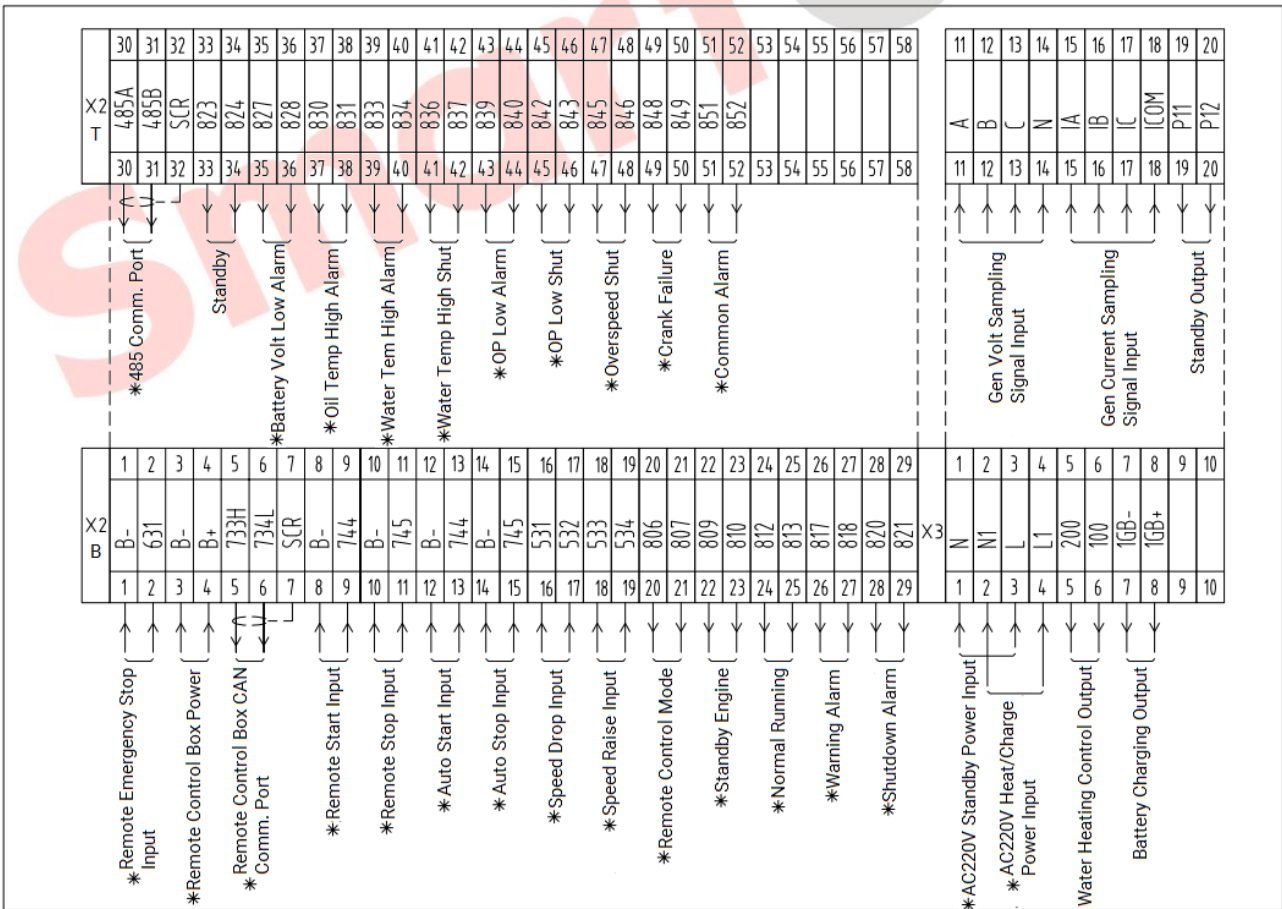 Smart
30 31 32 33 34 35 36 37 38 39 40 41 42 43 44 45 46 47 48 49 50 51 52 53 54 55 56 57 58
X2 T
485A 485B SCR 823 824 827 828 830 831 833 834 836 837 839 840 842 843 845 846 848 849 851 852
30 31 32 33 34 35 36 37 38 39 40 41 42 43 44 45 46 47 48 49 50 51 52 53 54 55 56 57 58
*485 Comm. Port
Standby
*Battery Volt Low Alarm
*Oil Temp High Alarm
*Water Tem High Alarm
*Water Temp High Shut
*OP Low Alarm
*OP Low Shut
*Overspeed Shut
*Crank Failure
*Common Alarm
11 12 13 14 15 16 17 18 19 20
A B C N IA IB IC ICOM P11 P12
11 12 13 14 15 16 17 18 19 20
Gen Volt Sampling
Signal Input
Gen Current Sampling
Signal Input
Standby Output
1 2 3 4 5 6 7 8 9 10 11 12 13 14 15 16 17 18 19 20 21 22 23 24 25 26 27 28 29
X2 B
B- 631 B- B+ 733H 734L SCR B- 744 B- 745 B- 744 B- 745 531 532 533 534 806 807 809 810 812 813 817 818 820 821
1 2 3 4 5 6 7 8 9 10 11 12 13 14 15 16 17 18 19 20 21 22 23 24 25 26 27 28 29
*Remote Emergency Stop
Input
*Remote Control Box Power
*Remote Control Box CAN
*Comm. Port
*Remote Start Input
*Remote Stop Input
*Auto Start Input
*Auto Stop Input
*Speed Drop Input
*Speed Raise Input
*Remote Control Mode
*Standby Engine
*Normal Running
*Warning Alarm
*Shutdown Alarm
X3
1 2 3 4 5 6 7 8 9 10
N N1 L L1 200 100 1GB- 1GB+
1 2 3 4 5 6 7 8 9 10
*AC220V Standby Power Input
*AC220V Heat/Charge
Power Input
Water Heating Control Output
Battery Charging Output